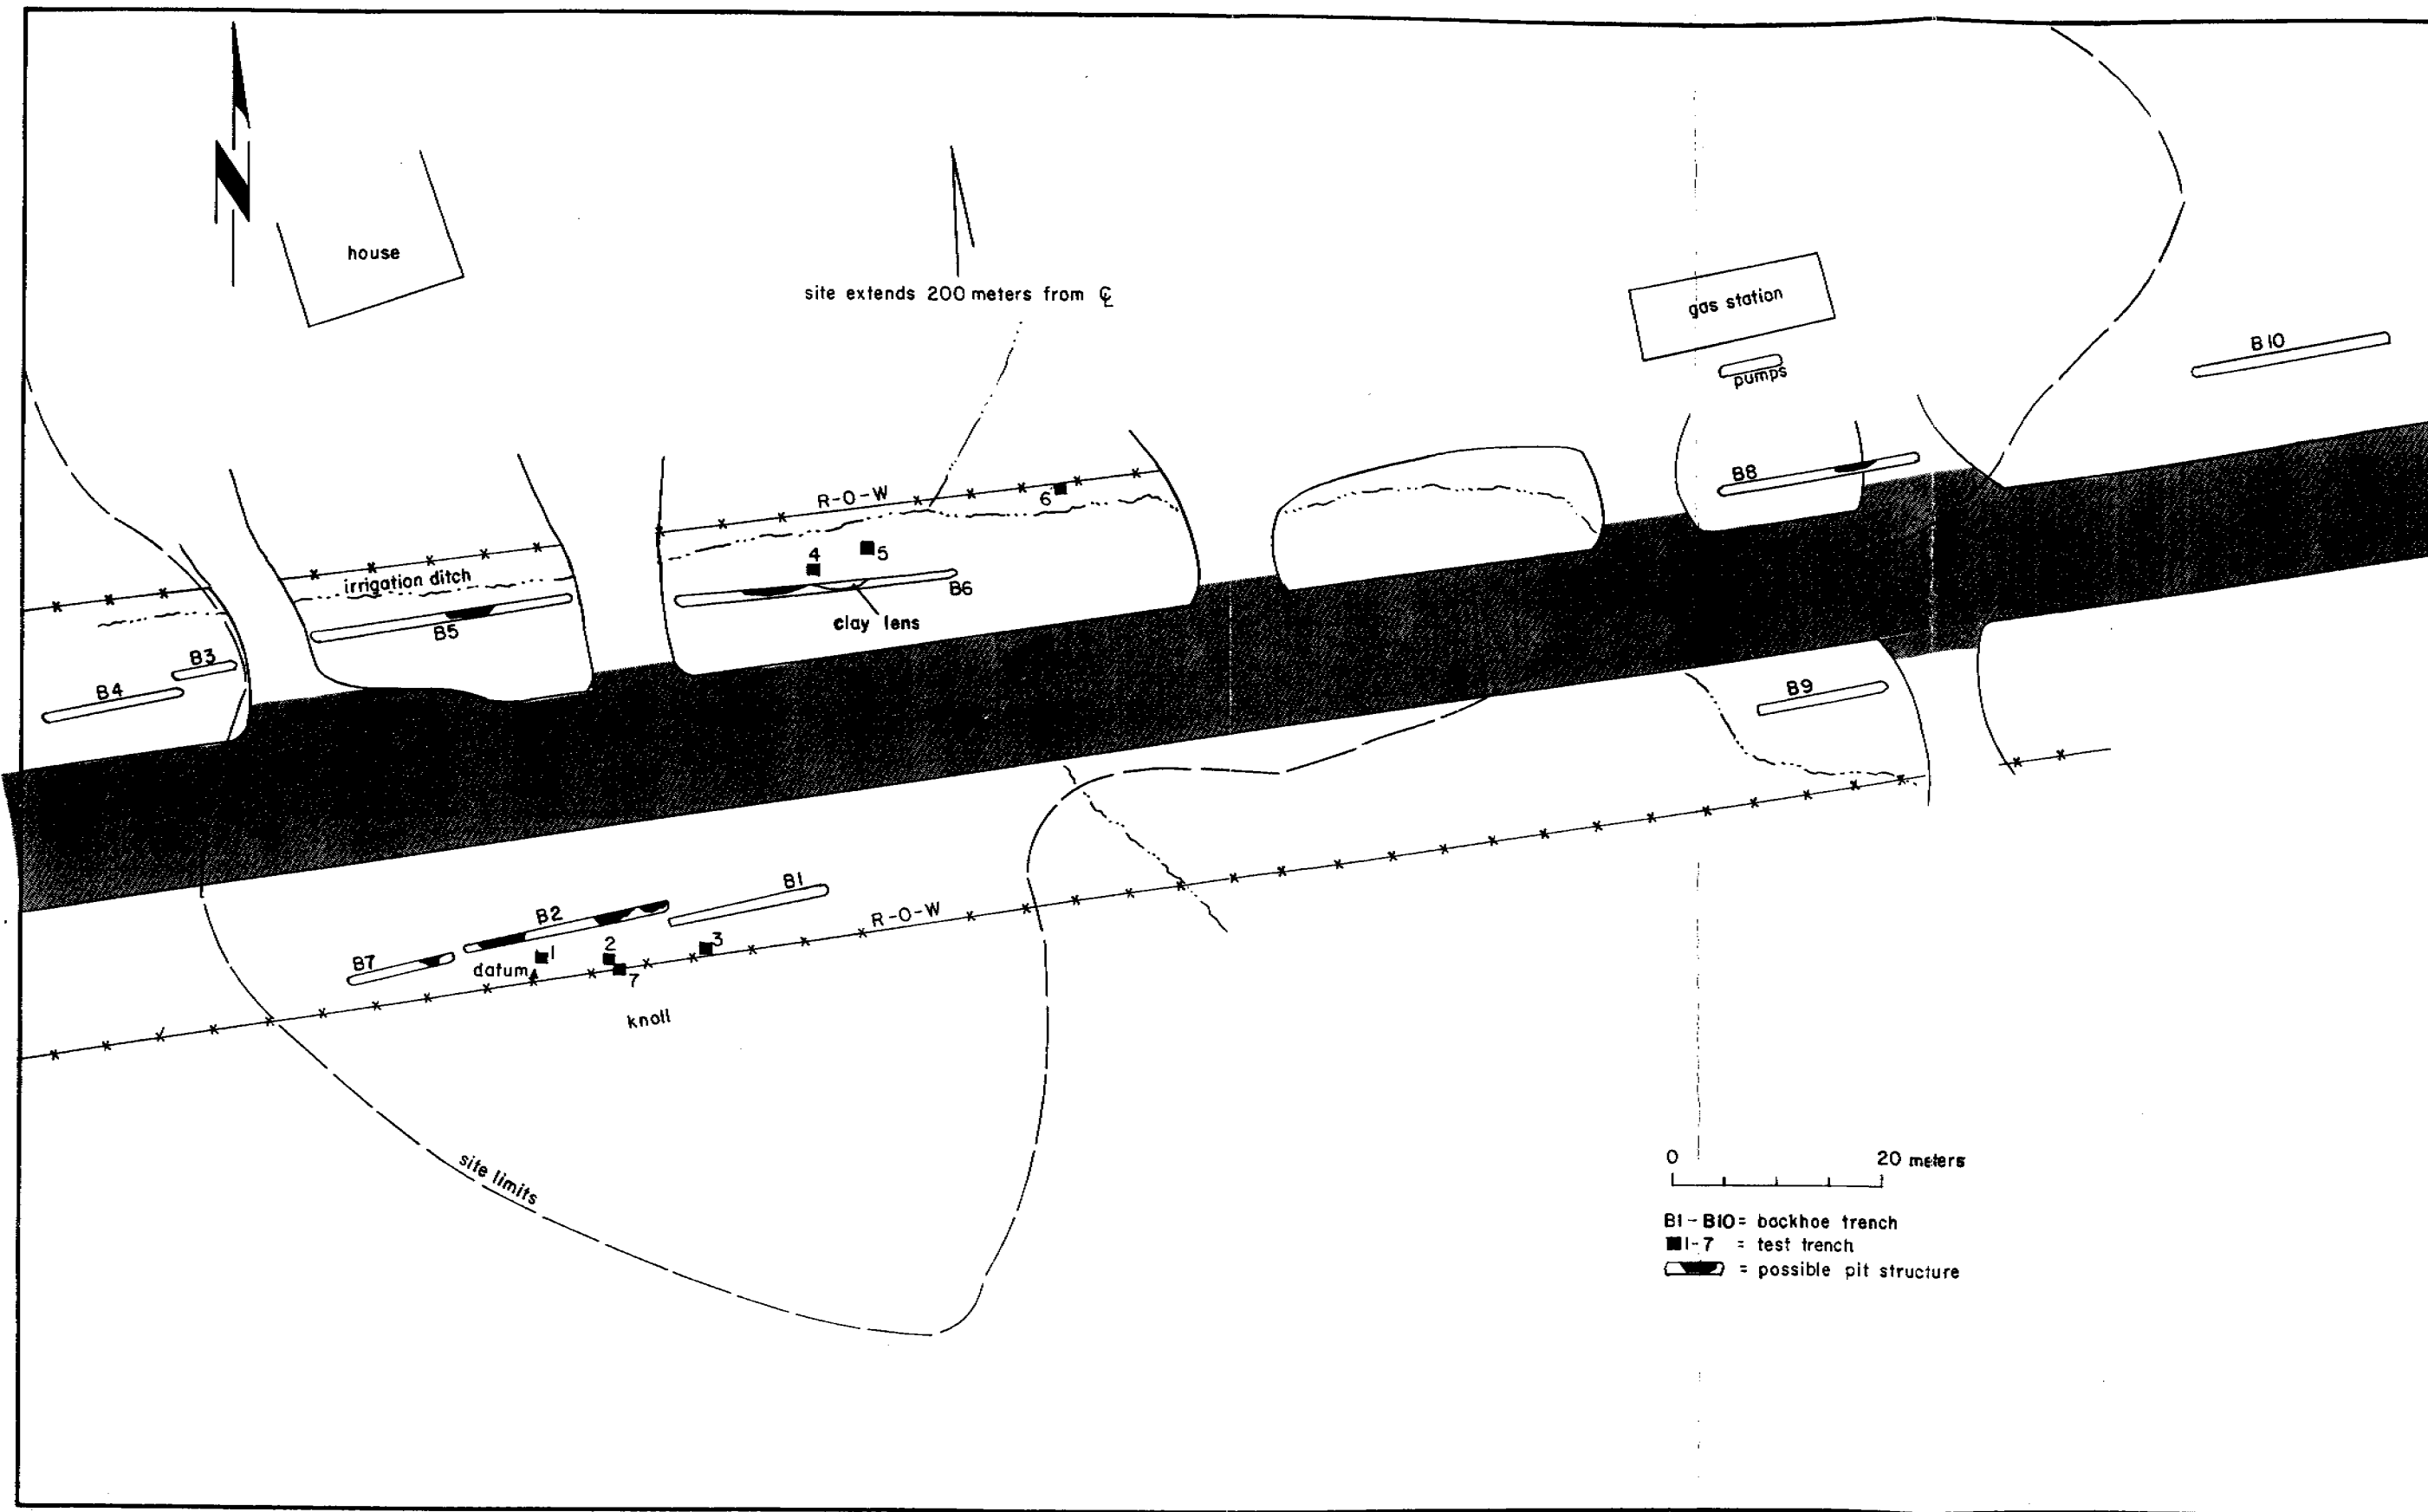 N
house
site extends 200 meters from ℄
gas station
pumps
B10
R-O-W
6
B8
4
5
irrigation ditch
B5
B6
clay lens
B3
B4
B9
B1
B2
R-O-W
B7
1
2
3
datum
7
knoll
site limits
0 20 meters
B1-B10= backhoe trench
1-7 = test trench
= possible pit structure